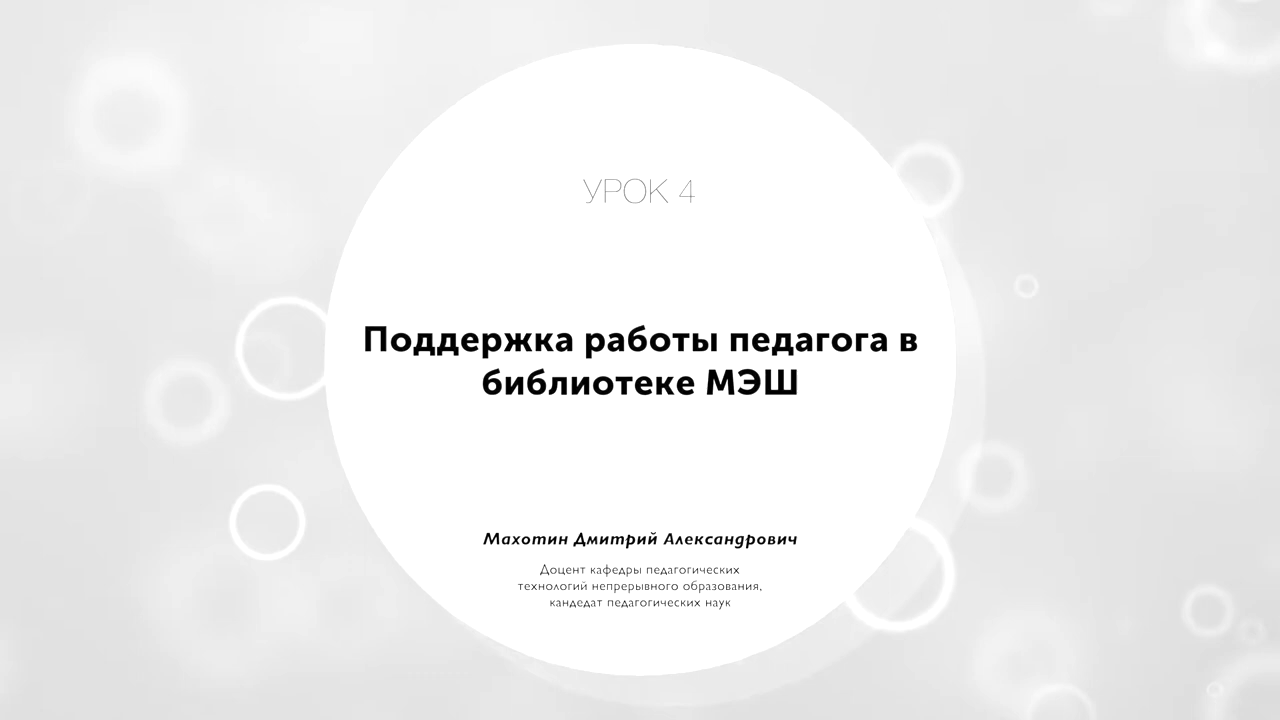 УРОК 4
Поддержка работы педагога в
библиотеке МЭШ
Махотин Дмитрий Александрович
Доцент кафедры педагогических
технологий непрерывного образования,
кандедат педагогических наук